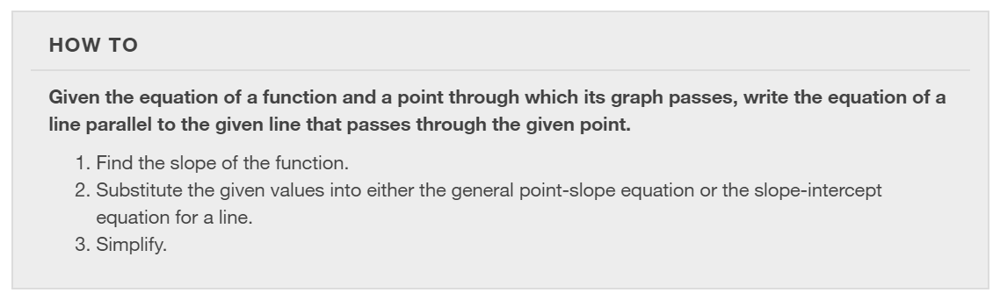 HOW TO
Given the equation of a function and a point through which its graph passes, write the equation of a
line parallel to the given line that passes through the given point.
1. Find the slope of the function.
2. Substitute the given values into either the general point-slope equation or the slope-intercept
equation for a line.
3. Simplify.